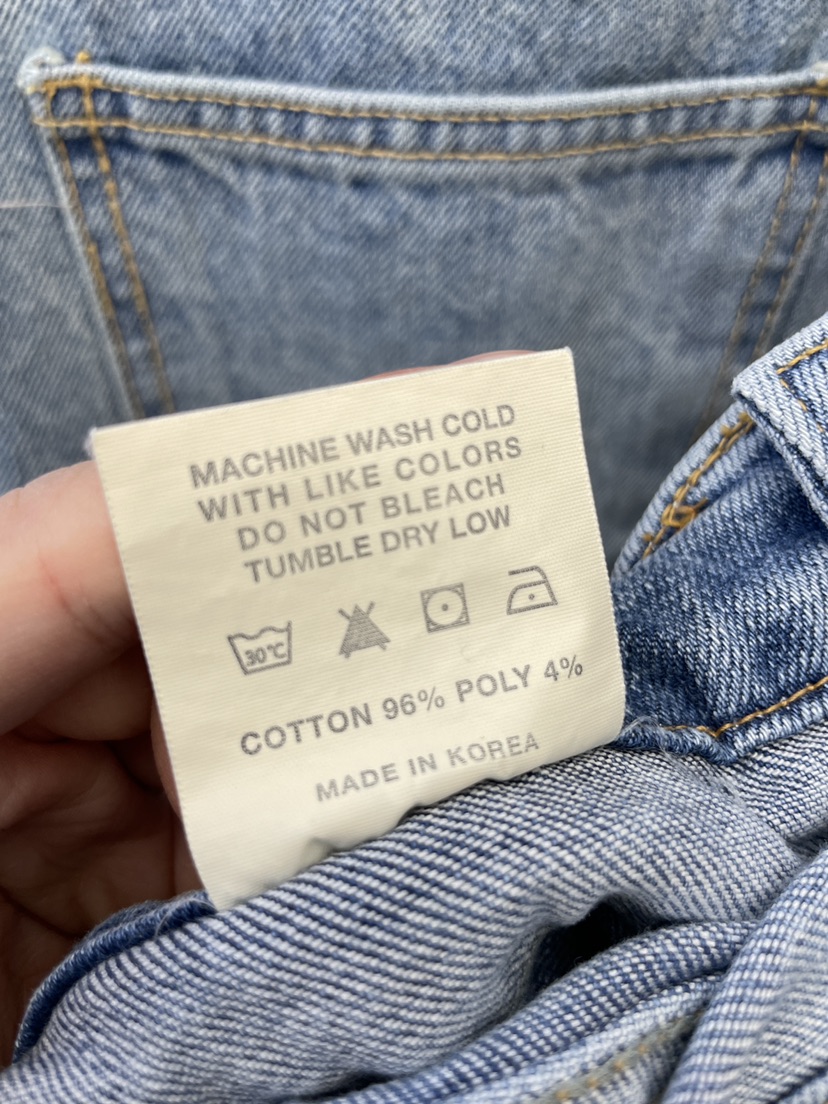 MACHINE WASH COLD
WITH LIKE COLORS
DO NOT BLEACH
TUMBLE DRY LOW
30°C
COTTON 96% POLY 4%
MADE IN KOREA